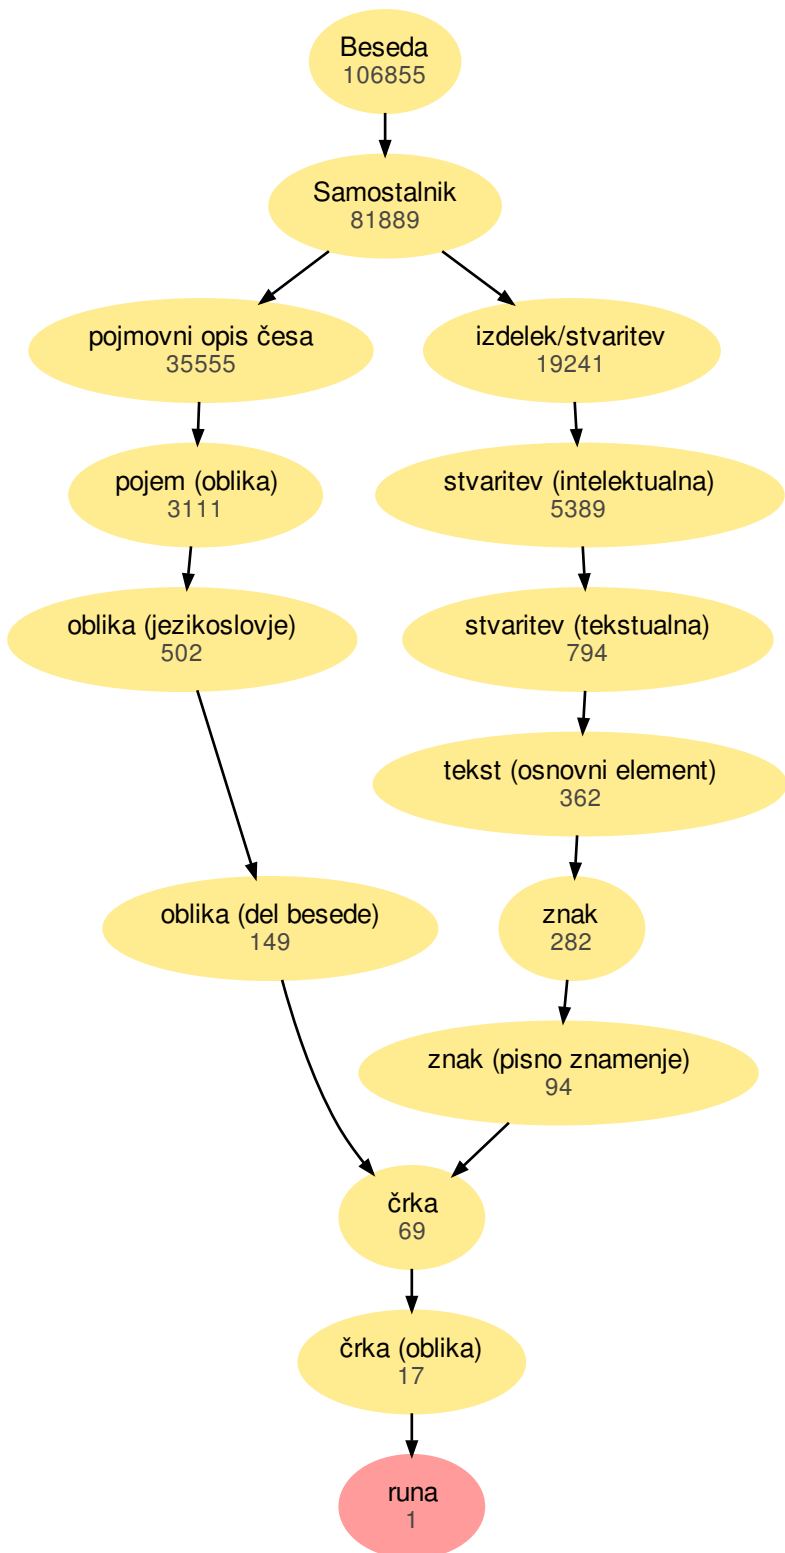 Beseda
106855
Samostalnik
81889
pojmovni opis česa
35555
izdelek/stvaritev
19241
pojem (oblika)
3111
stvaritev (intelektualna)
5389
oblika (jezikoslovje)
502
stvaritev (tekstualna)
794
tekst (osnovni element)
362
oblika (del besede)
149
znak
282
znak (pisno znamenje)
94
črka
69
črka (oblika)
17
runa
1